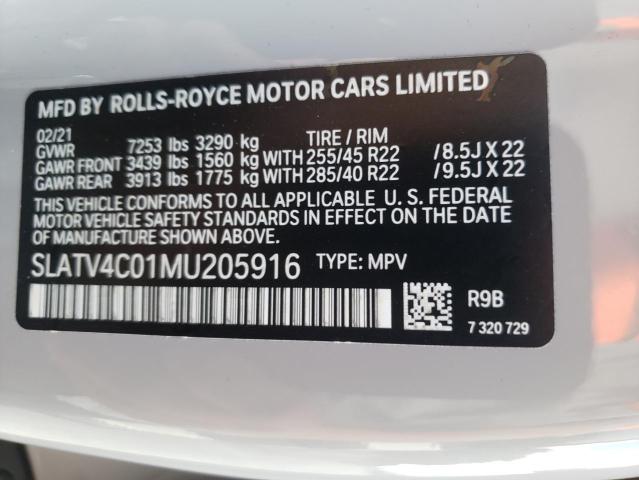 MFD BY ROLLS-ROYCE MOTOR CARS LIMITED
02/21 TIRE / RIM
GVWR 7253 lbs 3290 kg
GAWR FRONT 3439 lbs 1560 kg WITH 255/45 R22 /8.5J X 22
GAWR REAR 3913 lbs 1775 kg WITH 285/40 R22 /9.5J X 22
THIS VEHICLE CONFORMS TO ALL APPLICABLE U. S. FEDERAL
MOTOR VEHICLE SAFETY STANDARDS IN EFFECT ON THE DATE
OF MANUFACTURE SHOWN ABOVE.
SLATV4C01MU205916 TYPE: MPV
R9B
7 320 729